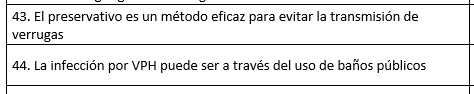 43. El preservativo es un método eficaz para evitar la transmisión de
verrugas
44. La infección por VPH puede ser a través del uso de baños públicos